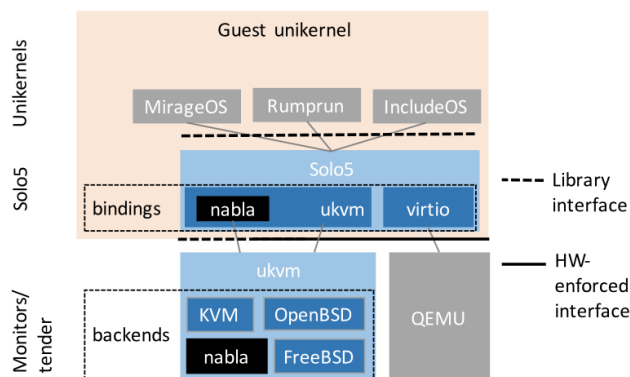 Guest unikernel
Unikernels
MirageOS
Rumprun
IncludeOS
Solo5
Solo5
bindings
nabla
ukvm
virtio
Library
interface
HW-
enforced
interface
Monitors/
tender
ukvm
backends
KVM
OpenBSD
nabla
FreeBSD
QEMU